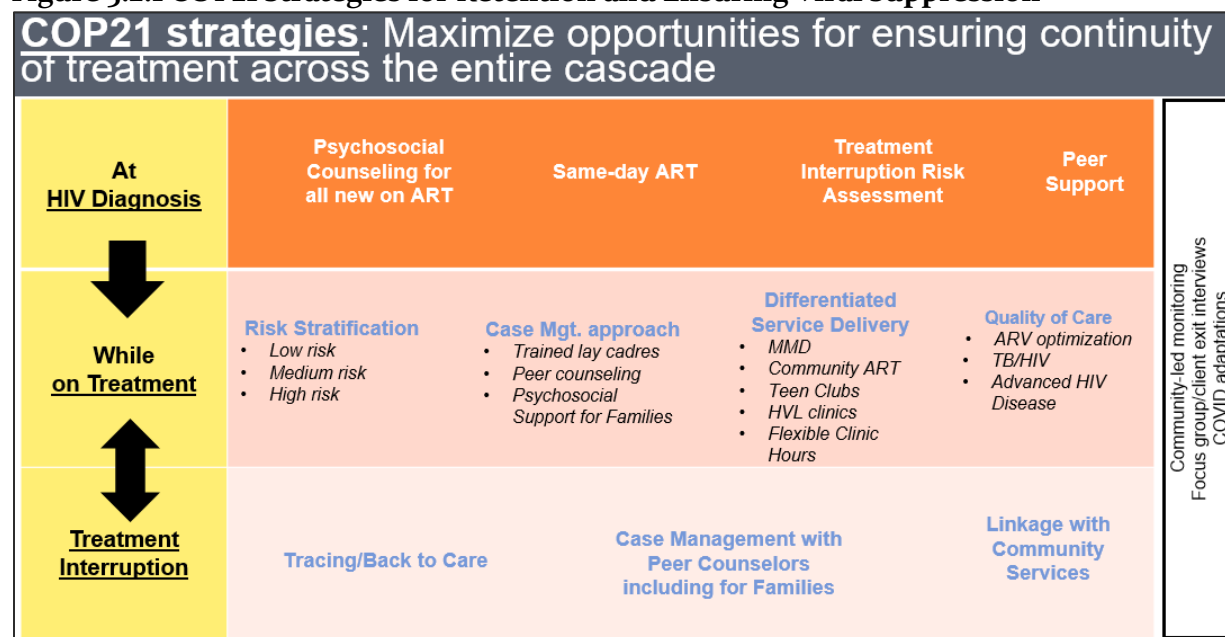 COP21 strategies: Maximize opportunities for ensuring continuity
of treatment across the entire cascade
At
HIV Diagnosis
Psychosocial
Counseling for
all new on ART
Same-day ART
Treatment
Interruption Risk
Assessment
Peer
Support
While
on Treatment
Risk Stratification
• Low risk
• Medium risk
• High risk
Case Mgt. approach
• Trained lay cadres
• Peer counseling
• Psychosocial
Support for Families
Differentiated
Service Delivery
• MMD
• Community ART
• Teen Clubs
• HVL clinics
• Flexible Clinic
Hours
Quality of Care
• ARV optimization
• TB/HIV
• Advanced HIV
Disease
Treatment
Interruption
Tracing/Back to Care
Case Management with
Peer Counselors
including for Families
Linkage with
Community
Services
Community-led monitoring
Focus group/client exit interviews
COVID adaptations